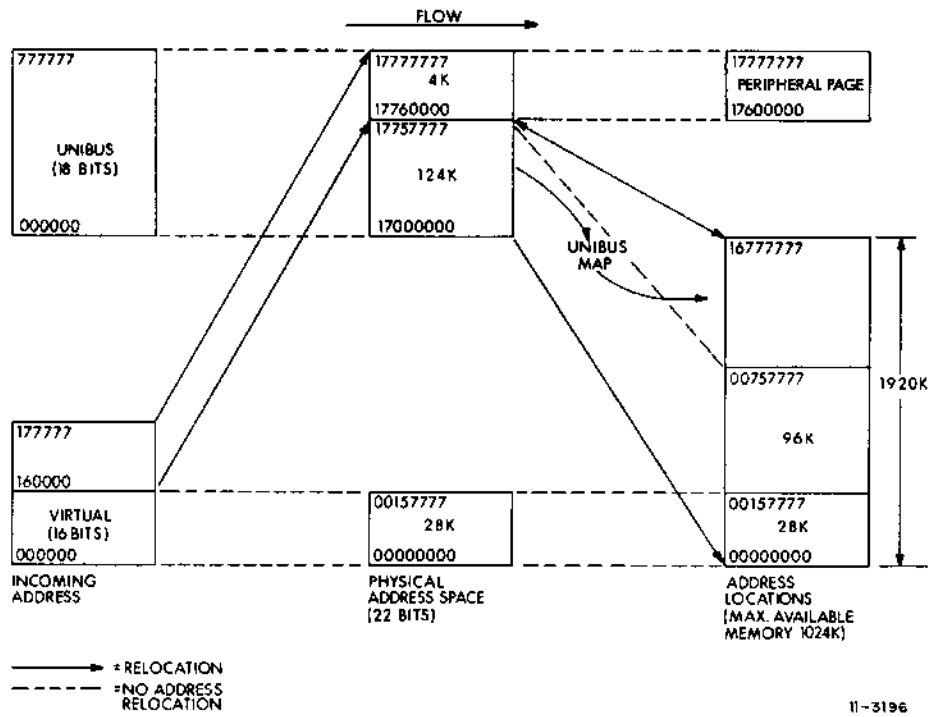 FLOW
777777
UNIBUS
(18 BITS)
000000
177777
160000
VIRTUAL
(16 BITS)
000000
INCOMING
ADDRESS
17777777
4K
17760000
17757777
124K
17000000
00157777
28K
00000000
PHYSICAL
ADDRESS SPACE
(22 BITS)
UNIBUS
MAP
17777777
PERIPHERAL PAGE
17600000
16777777
00757777
96K
00157777
28K
00000000
1920K
ADDRESS
LOCATIONS
(MAX. AVAILABLE
MEMORY 1024K)
=RELOCATION
=NO ADDRESS
RELOCATION
11-3196